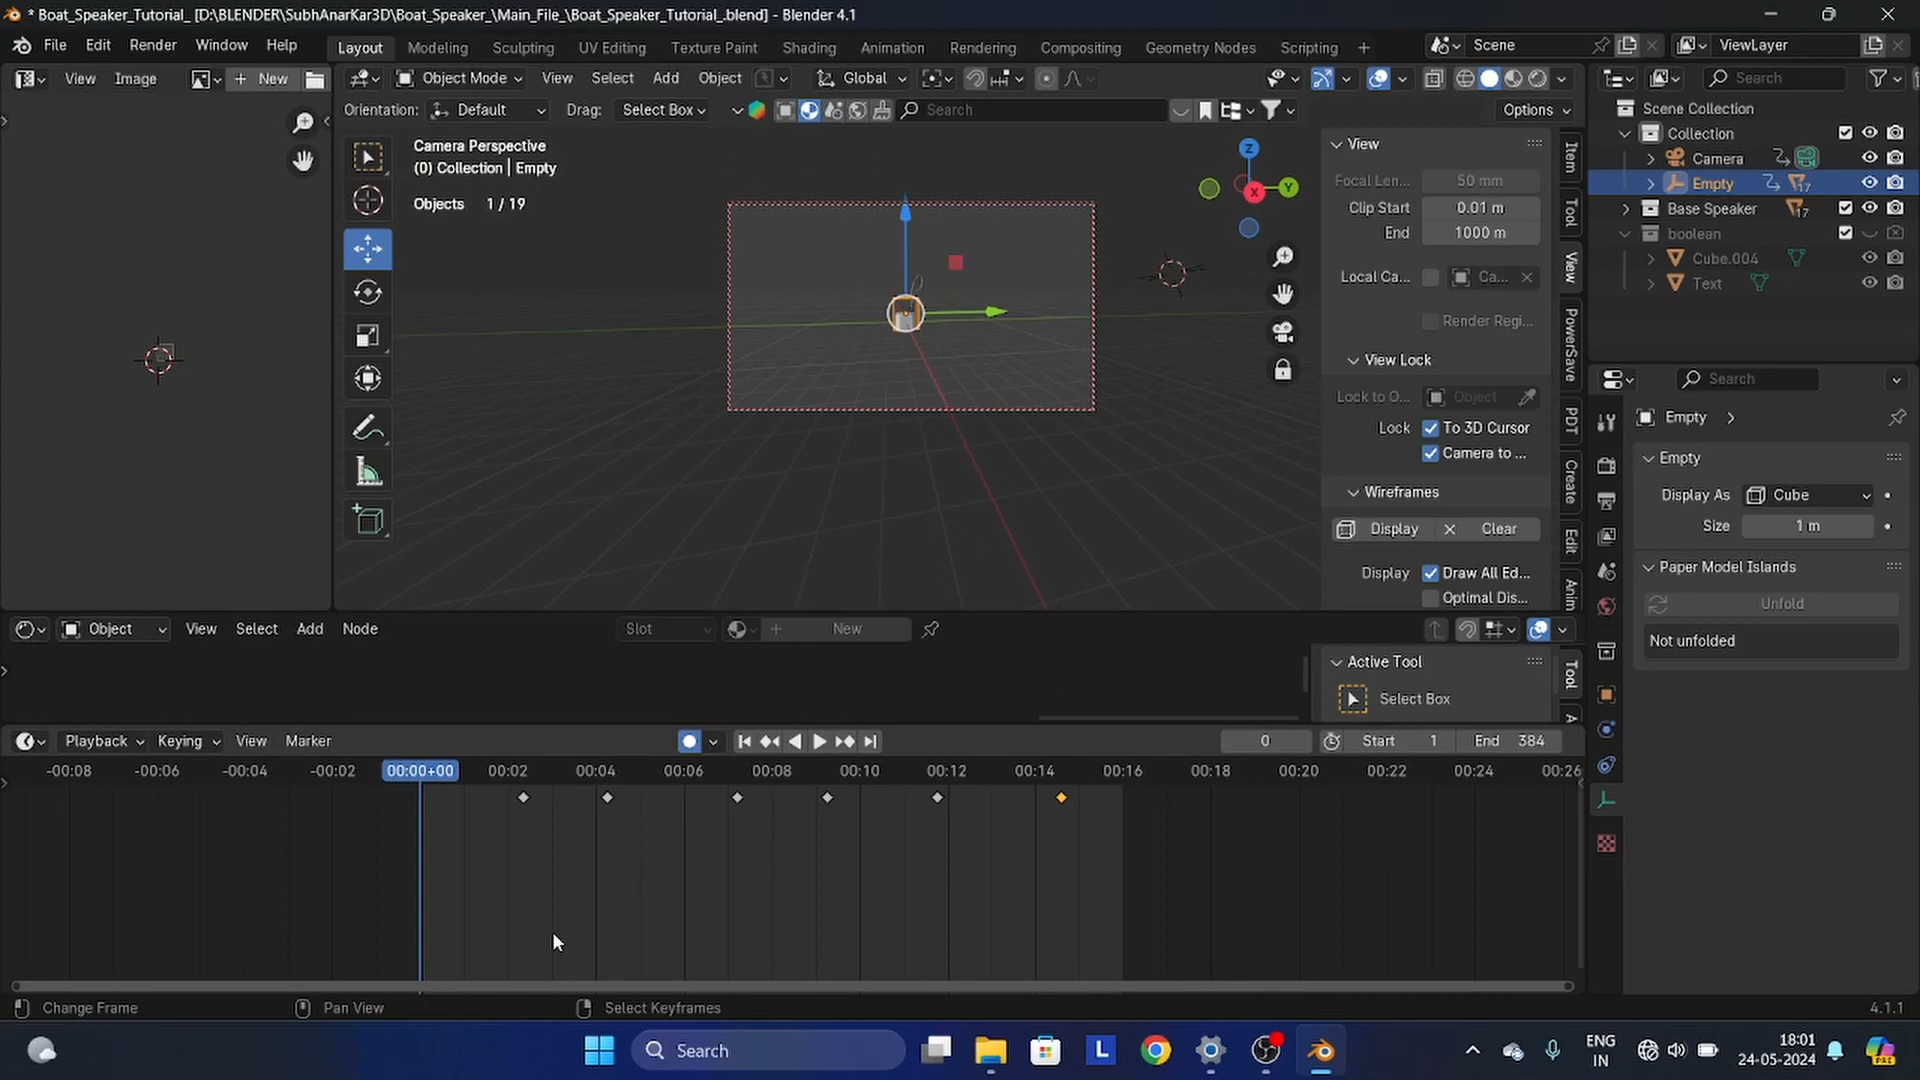 * Boat_Speaker_Tutorial_ [D:\BLENDER\SubhAnarKar3D\Boat_Speaker_\Main_File_\Boat_Speaker_Tutorial_.blend] - Blender 4.1
File Edit Render Window Help
Layout Modeling Sculpting UV Editing Texture Paint Shading Animation Rendering Compositing Geometry Nodes Scripting +
Scene
ViewLayer
View Image + New
Object Mode View Select Add Object Global
Search
Orientation: Default Drag: Select Box
Search
Options
Camera Perspective
(0) Collection | Empty
Objects 1 / 19
Z
Y
X
View
Focal Len... 50 mm
Clip Start 0.01 m
End 1000 m
Local Ca... Ca...
Render Regi...
View Lock
Lock to O... Object
Lock To 3D Cursor
Camera to ...
Wireframes
Display Clear
Display Draw All Ed...
Optimal Dis...
Item
Tool
View
PowerSave
PDT
Create
Edit
Anim
Scene Collection
Collection
Camera
Empty 17
Base Speaker 17
boolean
Cube.004
Text
Search
Empty
Empty
Display As Cube
Size 1 m
Paper Model Islands
Unfold
Not unfolded
Object View Select Add Node
Slot
+ New
Active Tool
Select Box
Tool
Playback Keying View Marker
0
Start 1
End 384
-00:08 -00:06 -00:04 -00:02 00:00+00 00:02 00:04 00:06 00:08 00:10 00:12 00:14 00:16 00:18 00:20 00:22 00:24 00:26
Change Frame
Pan View
Select Keyframes
4.1.1
Search
L
ENG
IN
18:01
24-05-2024
PRE